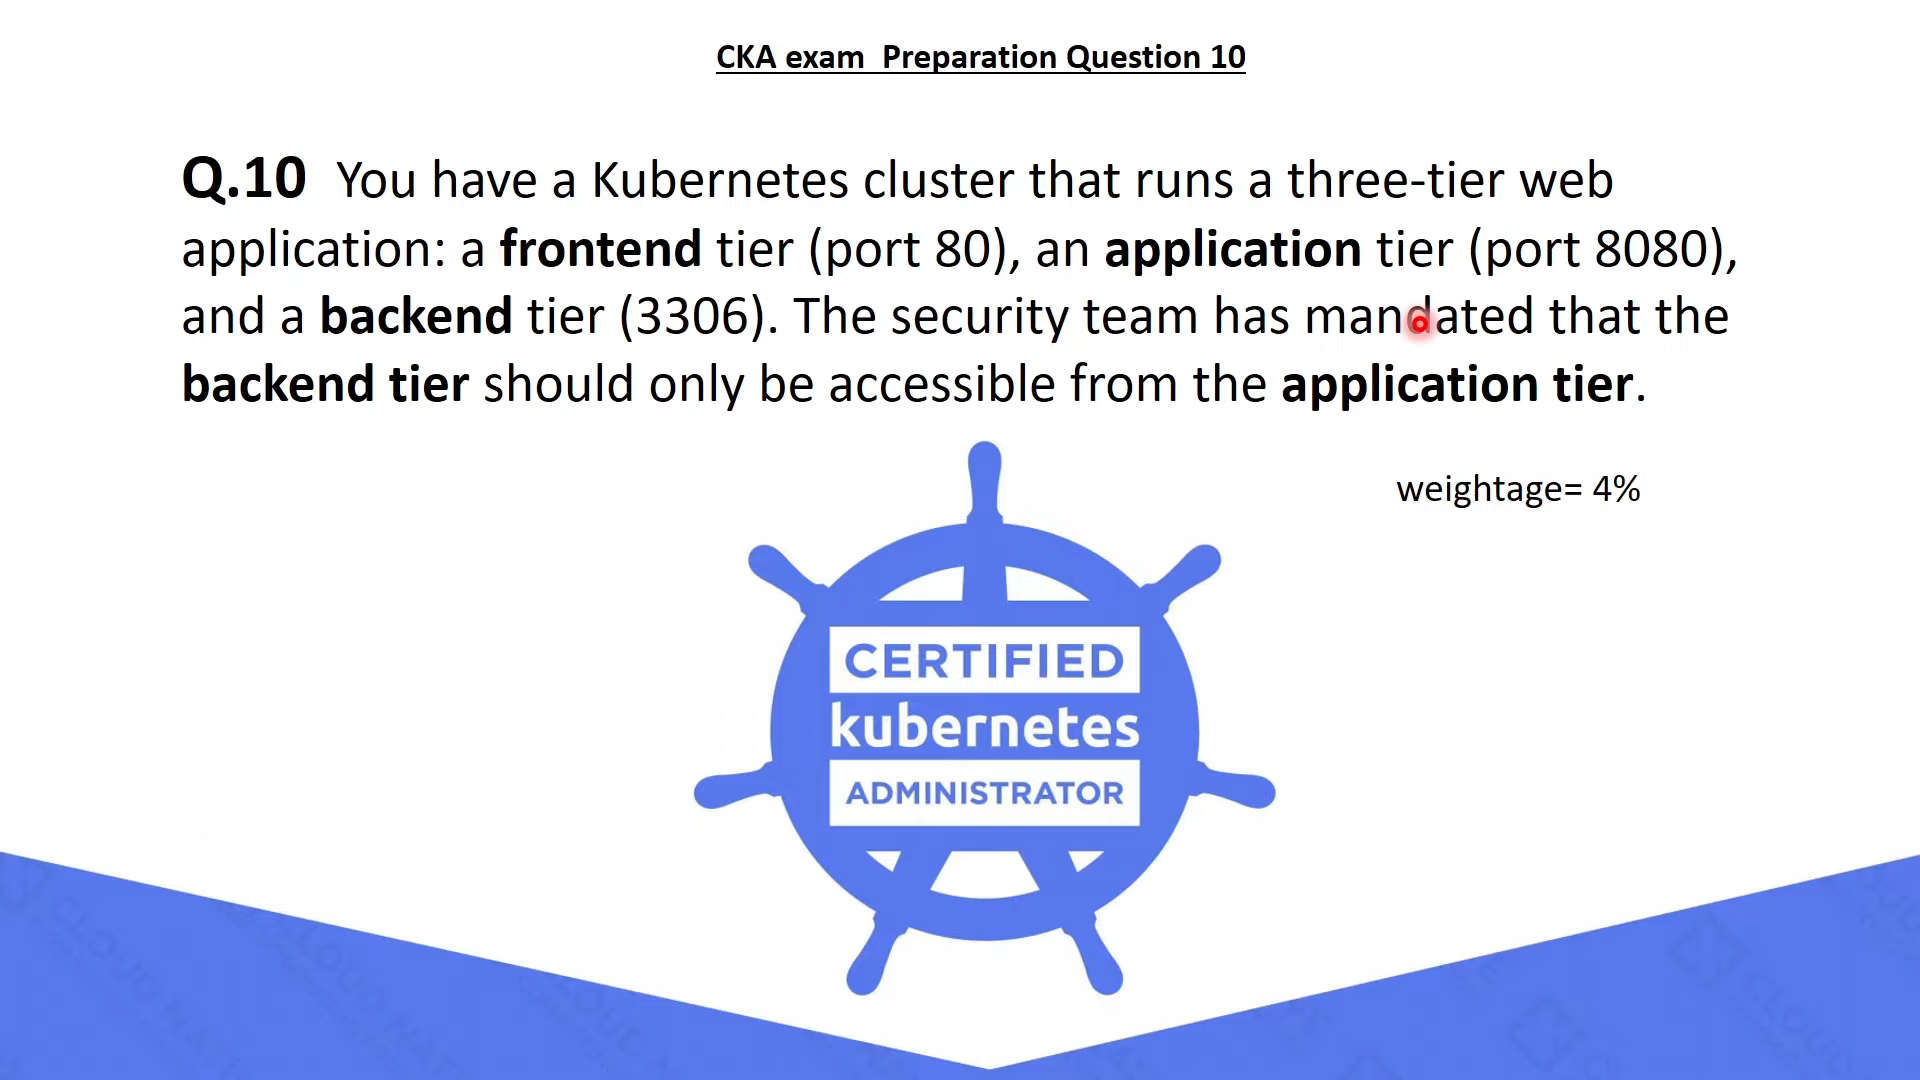 CKA exam  Preparation Question 10
Q.10  You have a Kubernetes cluster that runs a three-tier web
application: a frontend tier (port 80), an application tier (port 8080),
and a backend tier (3306). The security team has mandated that the
backend tier should only be accessible from the application tier.
weightage= 4%
CERTIFIED
kubernetes
ADMINISTRATOR